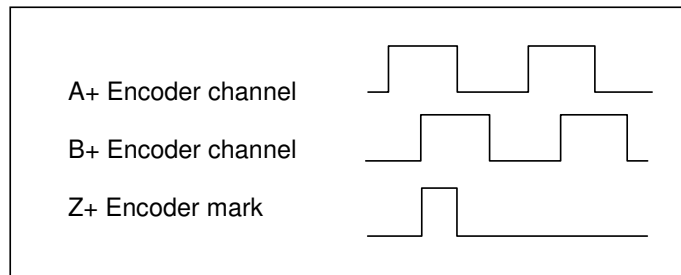 A+ Encoder channel
B+ Encoder channel
Z+ Encoder mark